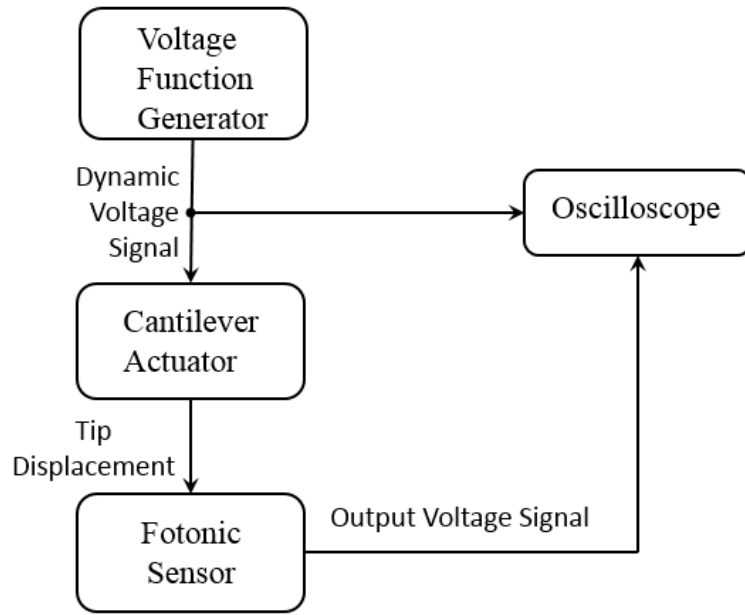 Voltage
Function
Generator
Dynamic
Voltage
Signal
Oscilloscope
Cantilever
Actuator
Tip
Displacement
Fotonic
Sensor
Output Voltage Signal